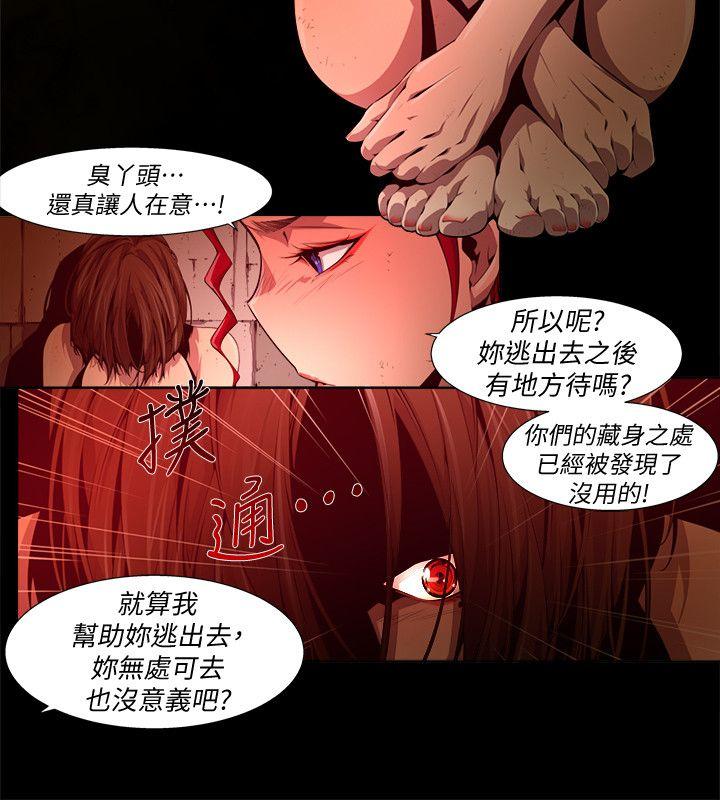 臭丫頭⋯
還真讓人在意⋯!
所以呢?
妳逃出去之後
有地方待嗎?
你們的藏身之處
已經被發現了
沒用的!
撲
通⋯
就算我
幫助妳逃出去,
妳無處可去
也沒意義吧?